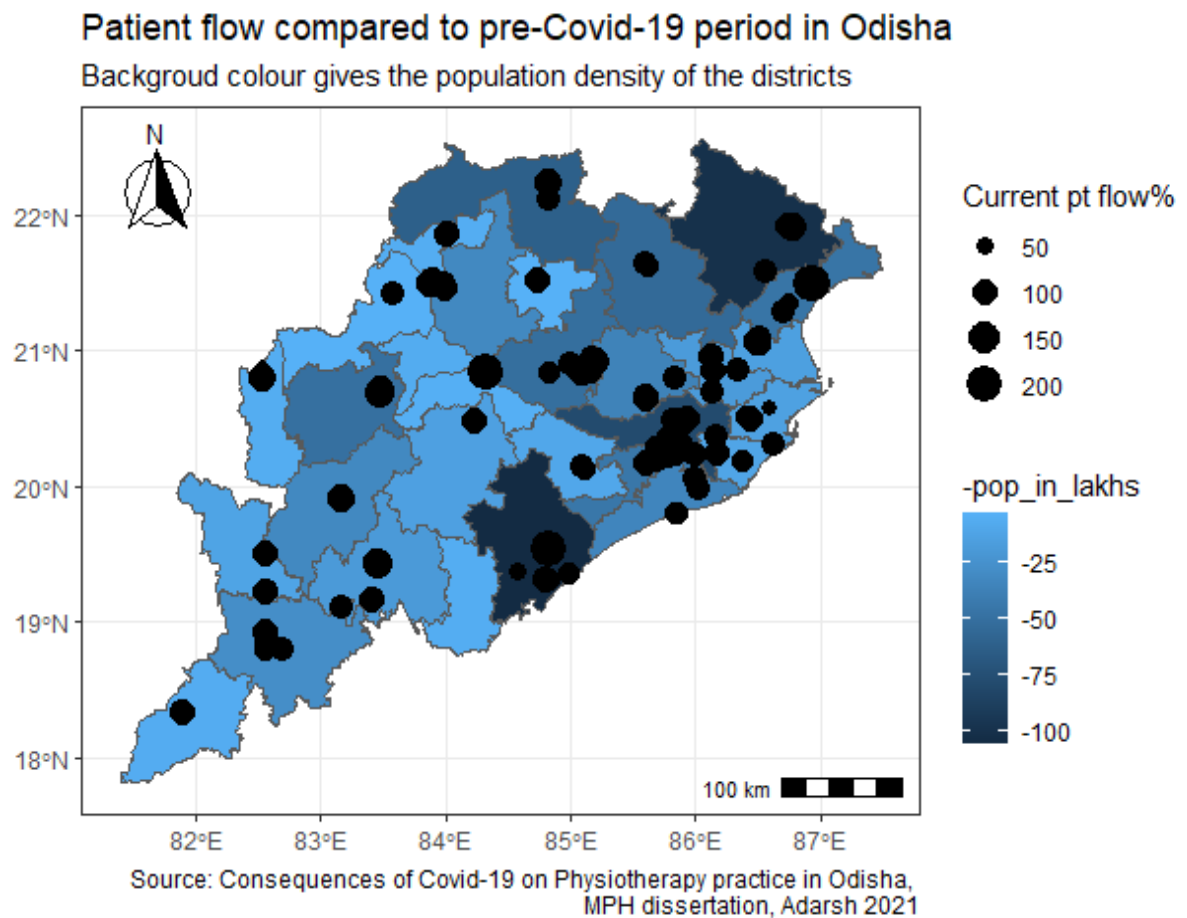 Patient flow compared to pre-Covid-19 period in Odisha
Backgroud colour gives the population density of the districts
N
22°N
21°N
20°N
19°N
18°N
100 km
82°E 83°E 84°E 85°E 86°E 87°E
Current pt flow%
50
100
150
200
-pop_in_lakhs
-25
-50
-75
-100
Source: Consequences of Covid-19 on Physiotherapy practice in Odisha,
MPH dissertation, Adarsh 2021